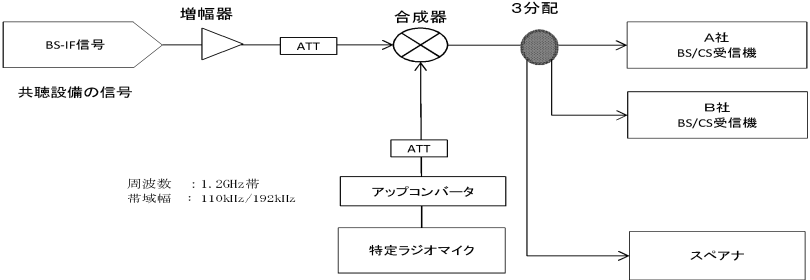 増幅器
合成器
3分配
BS-IF信号
ATT
A社
BS/CS受信機
共聴設備の信号
B社
BS/CS受信機
ATT
周波数 :1.2GHz帯
帯域幅 : 110kHz/192kHz
アップコンバータ
特定ラジオマイク
スペアナ